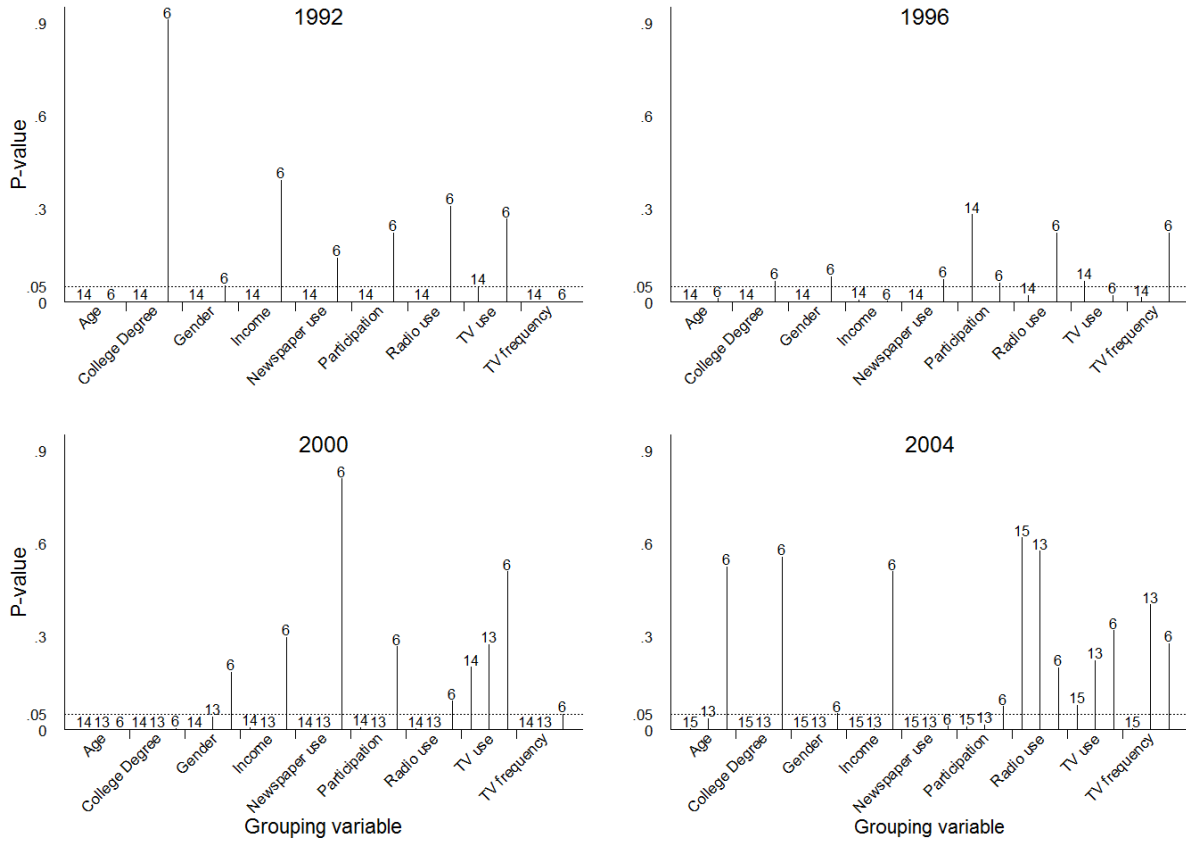 1992
P-value
.9
.6
.3
.05
0
14 6 14 6 14 6 14 6 14 6 14 6 14 6 14 6 14 6
Age
College Degree
Gender
Income
Newspaper use
Participation
Radio use
TV use
TV frequency
1996
.9
.6
.3
.05
0
14 6 14 6 14 6 14 6 14 6 14 6 14 6 14 6 14 6
Age
College Degree
Gender
Income
Newspaper use
Participation
Radio use
TV use
TV frequency
2000
P-value
.9
.6
.3
.05
0
14 13 6 14 13 6 14 13 6 14 13 6 14 13 6 14 13 6 14 13 6 14 13 6 14 13 6
Age
College Degree
Gender
Income
Newspaper use
Participation
Radio use
TV use
TV frequency
Grouping variable
2004
.9
.6
.3
.05
0
15 13 6 15 13 6 15 13 6 15 13 6 15 13 6 15 13 6 15 13 6 15 13 6 15 13 6
Age
College Degree
Gender
Income
Newspaper use
Participation
Radio use
TV use
TV frequency
Grouping variable